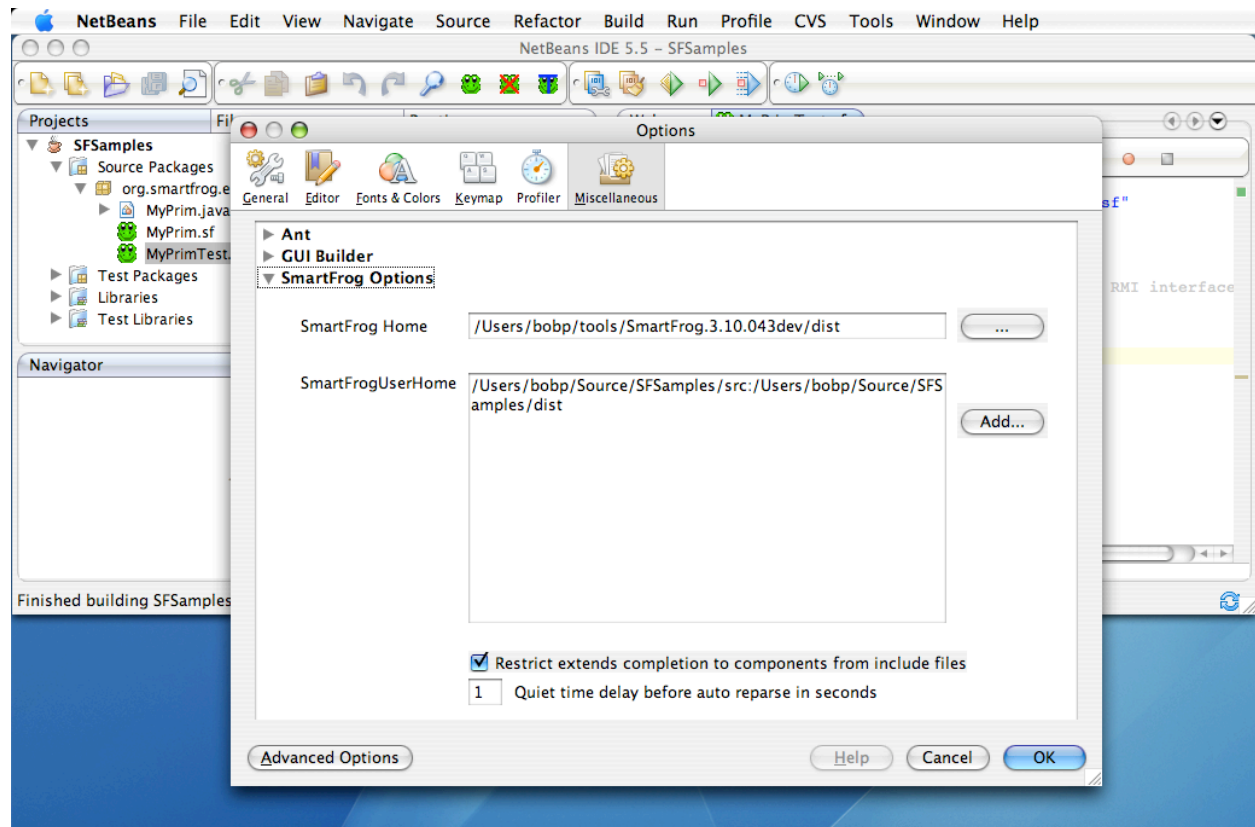 NetBeans File Edit View Navigate Source Refactor Build Run Profile CVS Tools Window Help
NetBeans IDE 5.5 – SFSamples
Projects
Options
SFSamples
Source Packages
org.smartfrog.e
MyPrim.java
MyPrim.sf
MyPrimTest.
Test Packages
Libraries
Test Libraries
Navigator
Finished building SFSamples
General Editor Fonts & Colors Keymap Profiler Miscellaneous
Ant
GUI Builder
SmartFrog Options
SmartFrog Home /Users/bobp/tools/SmartFrog.3.10.043dev/dist ...
SmartFrogUserHome /Users/bobp/Source/SFSamples/src:/Users/bobp/Source/SFS
amples/dist
Add...
Restrict extends completion to components from include files
1 Quiet time delay before auto reparse in seconds
Advanced Options Help Cancel OK
sf"
RMI interface